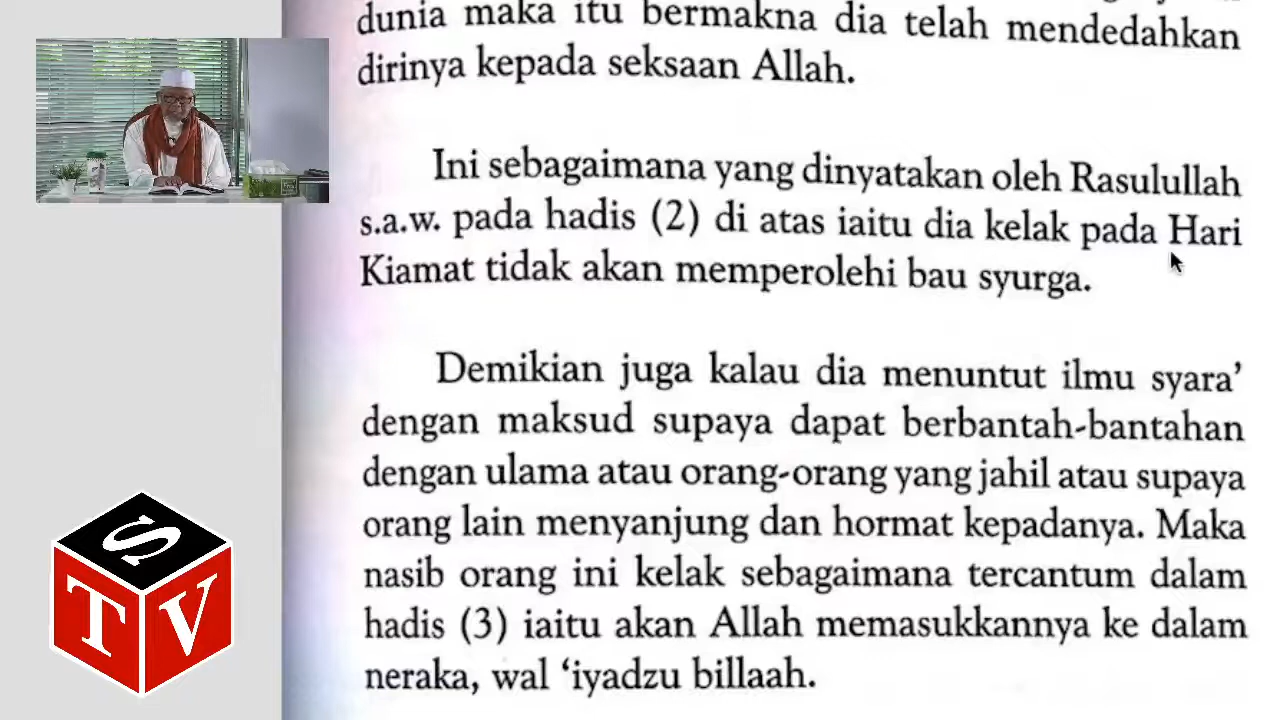 dunia maka itu bermakna dia telah mendedahkan
dirinya kepada seksaan Allah.
Ini sebagaimana yang dinyatakan oleh Rasulullah
s.a.w. pada hadis (2) di atas iaitu dia kelak pada Hari
Kiamat tidak akan memperolehi bau syurga.
Demikian juga kalau dia menuntut ilmu syara’
dengan maksud supaya dapat berbantah-bantahan
dengan ulama atau orang-orang yang jahil atau supaya
orang lain menyanjung dan hormat kepadanya. Maka
nasib orang ini kelak sebagaimana tercantum dalam
hadis (3) iaitu akan Allah memasukkannya ke dalam
neraka, wal ‘iyadzu billaah.
S
T V